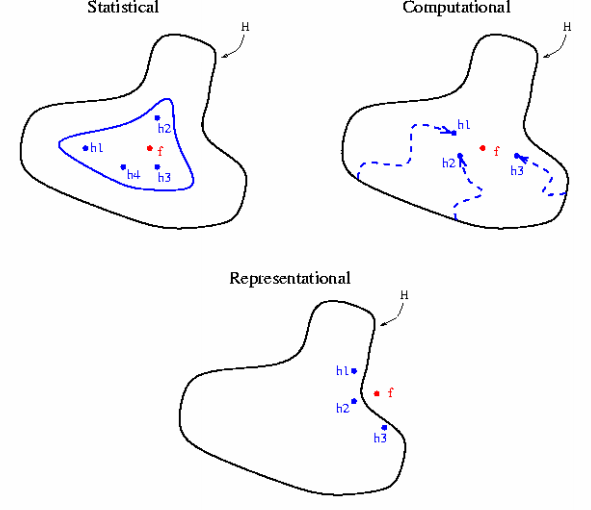 Statistical
H
h2
h1
f
h4
h3
Computational
H
h1
f
h2
h3
Representational
H
h1
f
h2
h3